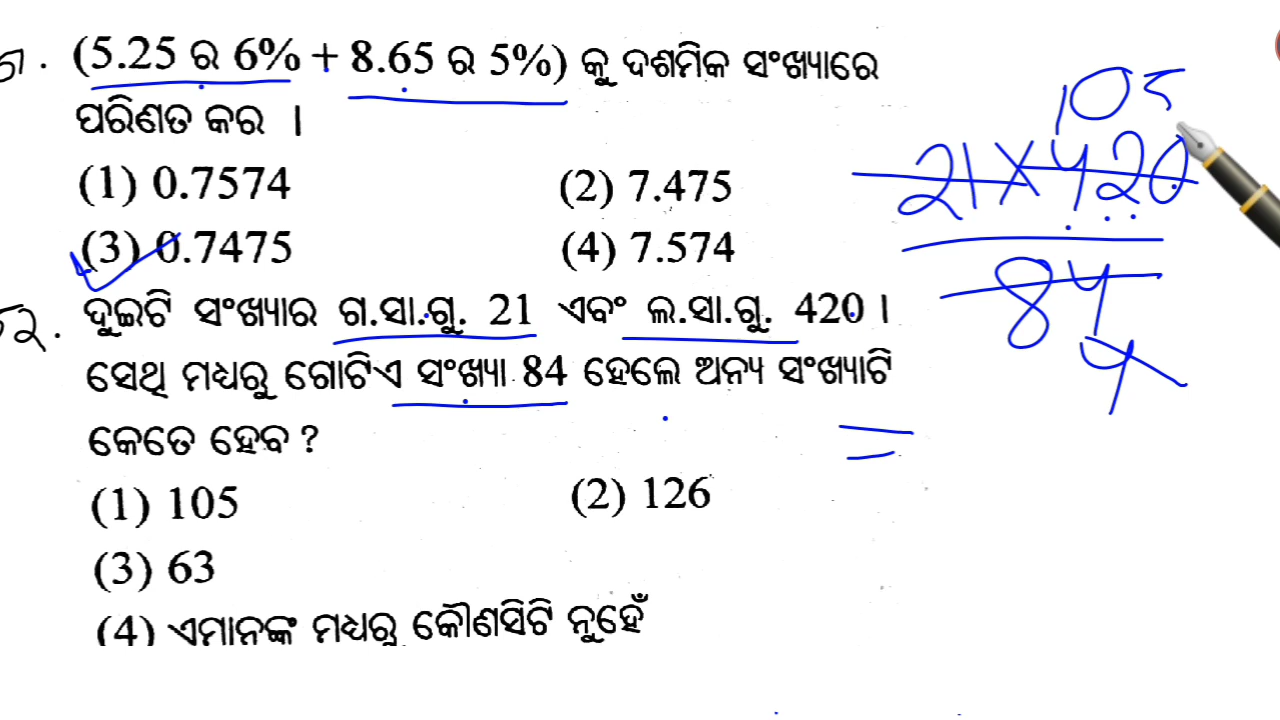 (5.25 ର 6% + 8.65 ର 5%) କୁ ଦଶମିକ ସଂଖ୍ୟାରେ
ପରିଣତ କର ।
(1) 0.7574
(2) 7.475
(3) 0.7475
(4) 7.574
ଦୁଇଟି ସଂଖ୍ୟାର ଗ.ସା.ଗୁ. 21 ଏବଂ ଲ.ସା.ଗୁ. 420 ।
ସେଥି ମଧ୍ୟରୁ ଗୋଟିଏ ସଂଖ୍ୟା 84 ହେଲେ ଅନ୍ୟ ସଂଖ୍ୟାଟି
କେତେ ହେବ ?
(1) 105
(2) 126
(3) 63
(4) ଏମାନଙ୍କ ମଧ୍ୟରୁ କୌଣସିଟି ନୁହେଁ
105
21 X 420
84
4